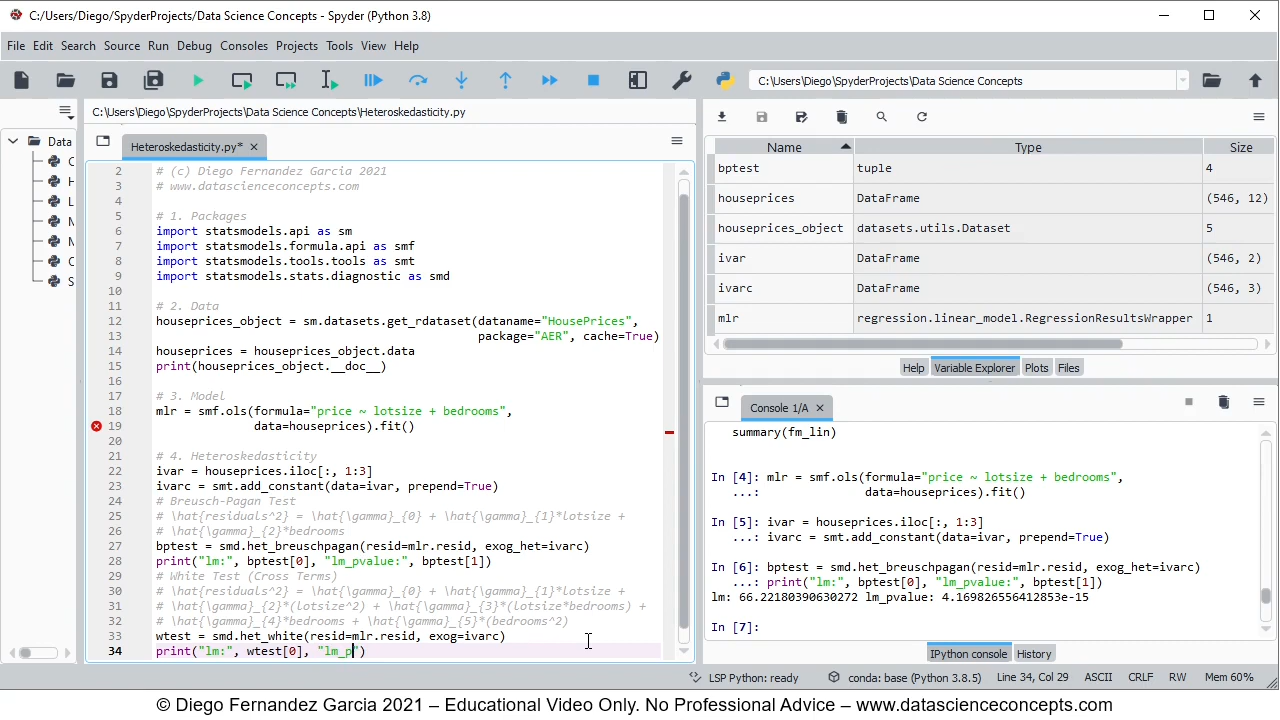 C:/Users/Diego/SpyderProjects/Data Science Concepts - Spyder (Python 3.8)
File Edit Search Source Run Debug Consoles Projects Tools View Help
C:\Users\Diego\SpyderProjects\Data Science Concepts
C:\Users\Diego\SpyderProjects\Data Science Concepts\Heteroskedasticity.py
Data
C
H
L
N
M
C
S
Heteroskedasticity.py*
2 # (c) Diego Fernandez Garcia 2021
3 # www.datascienceconcepts.com
4
5 # 1. Packages
6 import statsmodels.api as sm
7 import statsmodels.formula.api as smf
8 import statsmodels.tools.tools as smt
9 import statsmodels.stats.diagnostic as smd
10
11 # 2. Data
12 houseprices_object = sm.datasets.get_rdataset(dataname="HousePrices",
13 package="AER", cache=True)
14 houseprices = houseprices_object.data
15 print(houseprices_object.__doc__)
16
17 # 3. Model
18 mlr = smf.ols(formula="price ~ lotsize + bedrooms",
19 data=houseprices).fit()
20
21 # 4. Heteroskedasticity
22 ivar = houseprices.iloc[:, 1:3]
23 ivarc = smt.add_constant(data=ivar, prepend=True)
24 # Breusch-Pagan Test
25 # \hat{residuals^2} = \hat{\gamma}_{0} + \hat{\gamma}_{1}*lotsize +
26 # \hat{\gamma}_{2}*bedrooms
27 bptest = smd.het_breuschpagan(resid=mlr.resid, exog_het=ivarc)
28 print("lm:", bptest[0], "lm_pvalue:", bptest[1])
29 # White Test (Cross Terms)
30 # \hat{residuals^2} = \hat{\gamma}_{0} + \hat{\gamma}_{1}*lotsize +
31 # \hat{\gamma}_{2}*(lotsize^2) + \hat{\gamma}_{3}*(lotsize*bedrooms) +
32 # \hat{\gamma}_{4}*bedrooms + \hat{\gamma}_{5}*(bedrooms^2)
33 wtest = smd.het_white(resid=mlr.resid, exog=ivarc)
34 print("lm:", wtest[0], "lm_p")
Name Type Size
bptest tuple 4
houseprices DataFrame (546, 12)
houseprices_object datasets.utils.Dataset 5
ivar DataFrame (546, 2)
ivarc DataFrame (546, 3)
mlr regression.linear_model.RegressionResultsWrapper 1
Help Variable Explorer Plots Files
Console 1/A
summary(fm_lin)
In [4]: mlr = smf.ols(formula="price ~ lotsize + bedrooms",
...: data=houseprices).fit()
In [5]: ivar = houseprices.iloc[:, 1:3]
...: ivarc = smt.add_constant(data=ivar, prepend=True)
In [6]: bptest = smd.het_breuschpagan(resid=mlr.resid, exog_het=ivarc)
...: print("lm:", bptest[0], "lm_pvalue:", bptest[1])
lm: 66.22180390630272 lm_pvalue: 4.169826556412853e-15
In [7]:
IPython console History
LSP Python: ready conda: base (Python 3.8.5) Line 34, Col 29 ASCII CRLF RW Mem 60%
© Diego Fernandez Garcia 2021 – Educational Video Only. No Professional Advice – www.datascienceconcepts.com